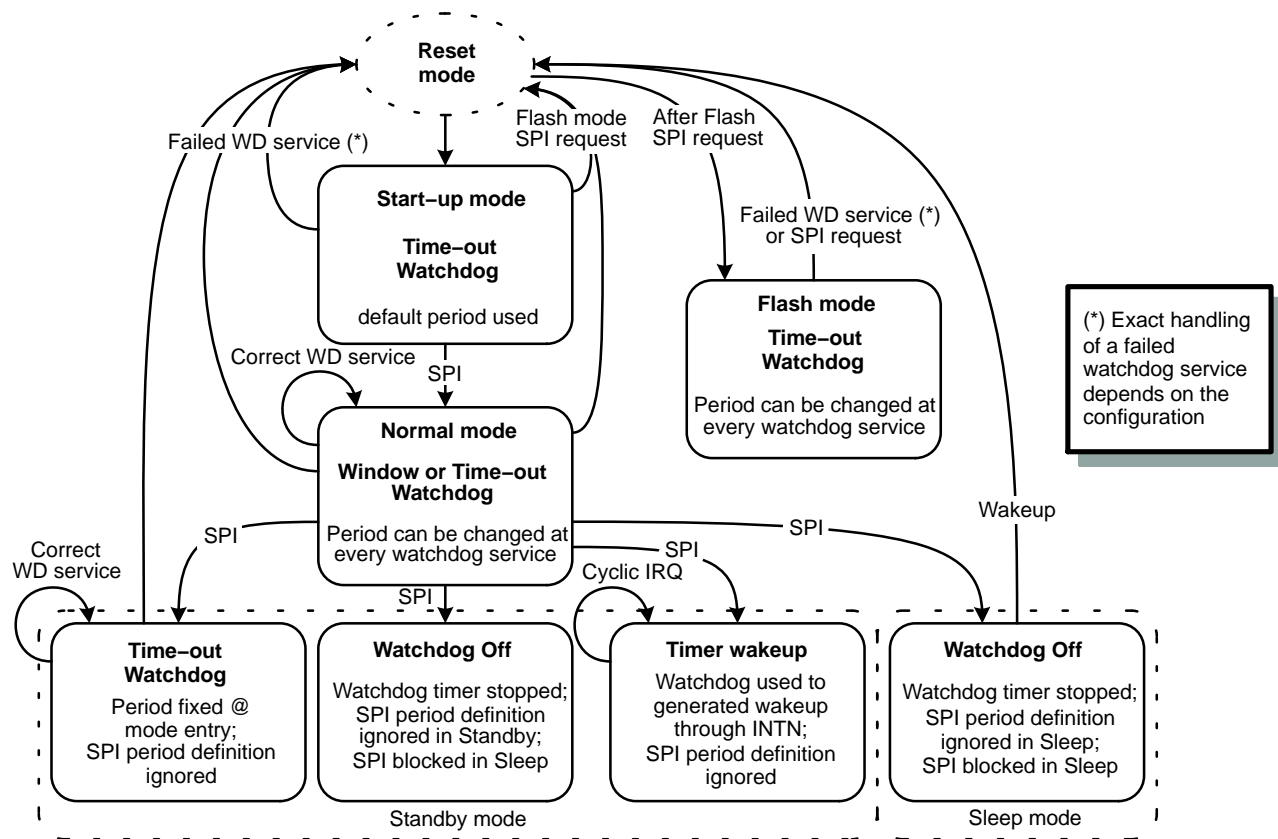 Reset
mode
Failed WD service (*)
Flash mode
SPI request
After Flash
SPI request
Start−up mode
Time−out
Watchdog
default period used
Failed WD service (*)
or SPI request
Flash mode
Time−out
Watchdog
Period can be changed at
every watchdog service
(*) Exact handling
of a failed
watchdog service
depends on the
configuration
Correct WD service
SPI
Normal mode
Window or Time−out
Watchdog
Period can be changed at
every watchdog service
Wakeup
SPI
SPI
SPI
SPI
Correct
WD service
Cyclic IRQ
Time−out
Watchdog
Period fixed @
mode entry;
SPI period definition
ignored
Watchdog Off
Watchdog timer stopped;
SPI period definition
ignored in Standby;
SPI blocked in Sleep
Timer wakeup
Watchdog used to
generated wakeup
through INTN;
SPI period definition
ignored
Watchdog Off
Watchdog timer stopped;
SPI period definition
ignored in Sleep;
SPI blocked in Sleep
Standby mode
Sleep mode